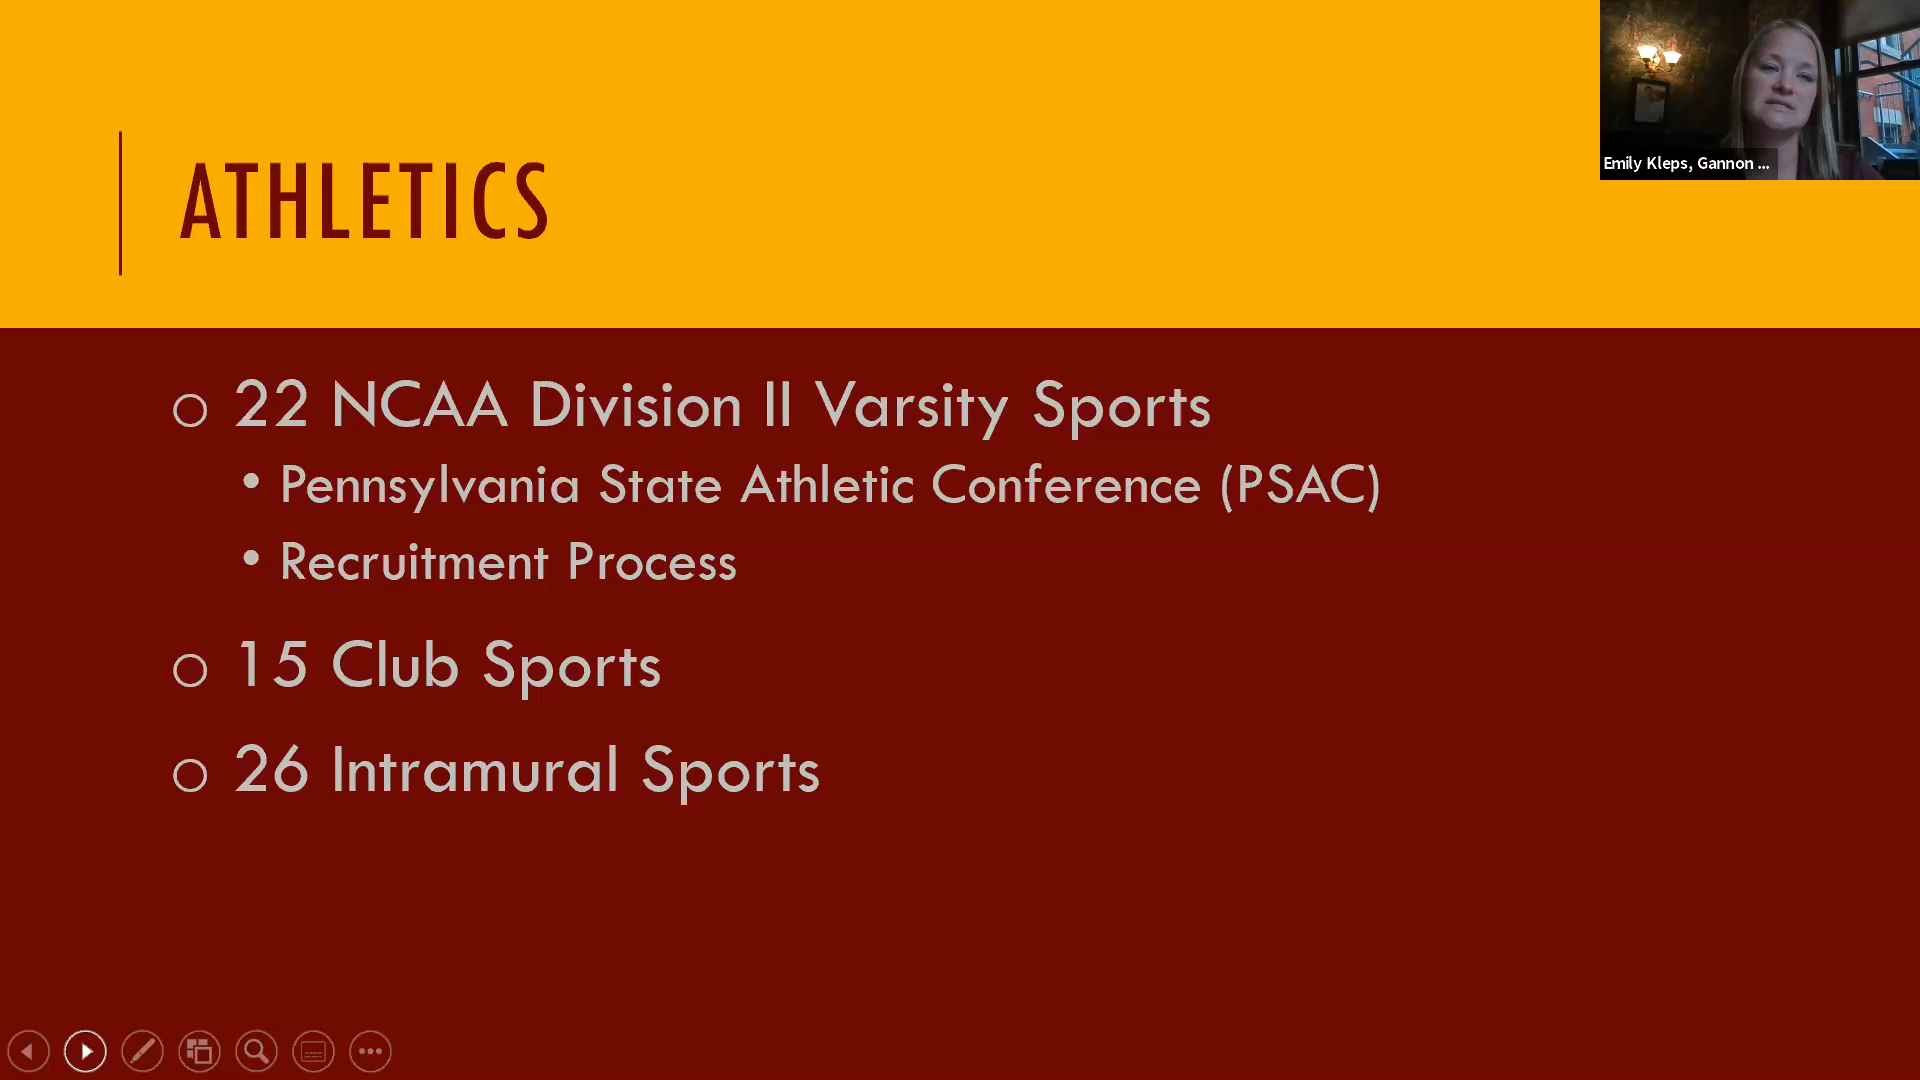 ATHLETICS
Emily Kleps, Gannon ...
o 22 NCAA Division II Varsity Sports
• Pennsylvania State Athletic Conference (PSAC)
• Recruitment Process
o 15 Club Sports
o 26 Intramural Sports